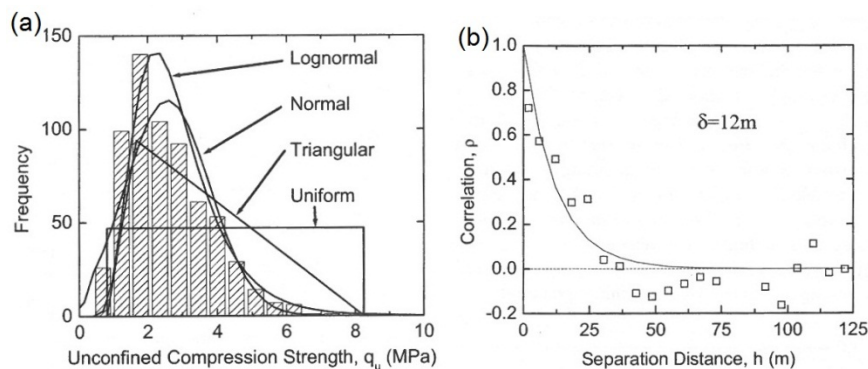 (a)
150
100
50
0
Frequency
Lognormal
Normal
Triangular
Uniform
0 2 4 6 8 10
Unconfined Compression Strength, qu (MPa)
(b)
1.0
0.8
0.6
0.4
0.2
0.0
-0.2
Correlation, ρ
δ=12m
0 25 50 75 100 125
Separation Distance, h (m)